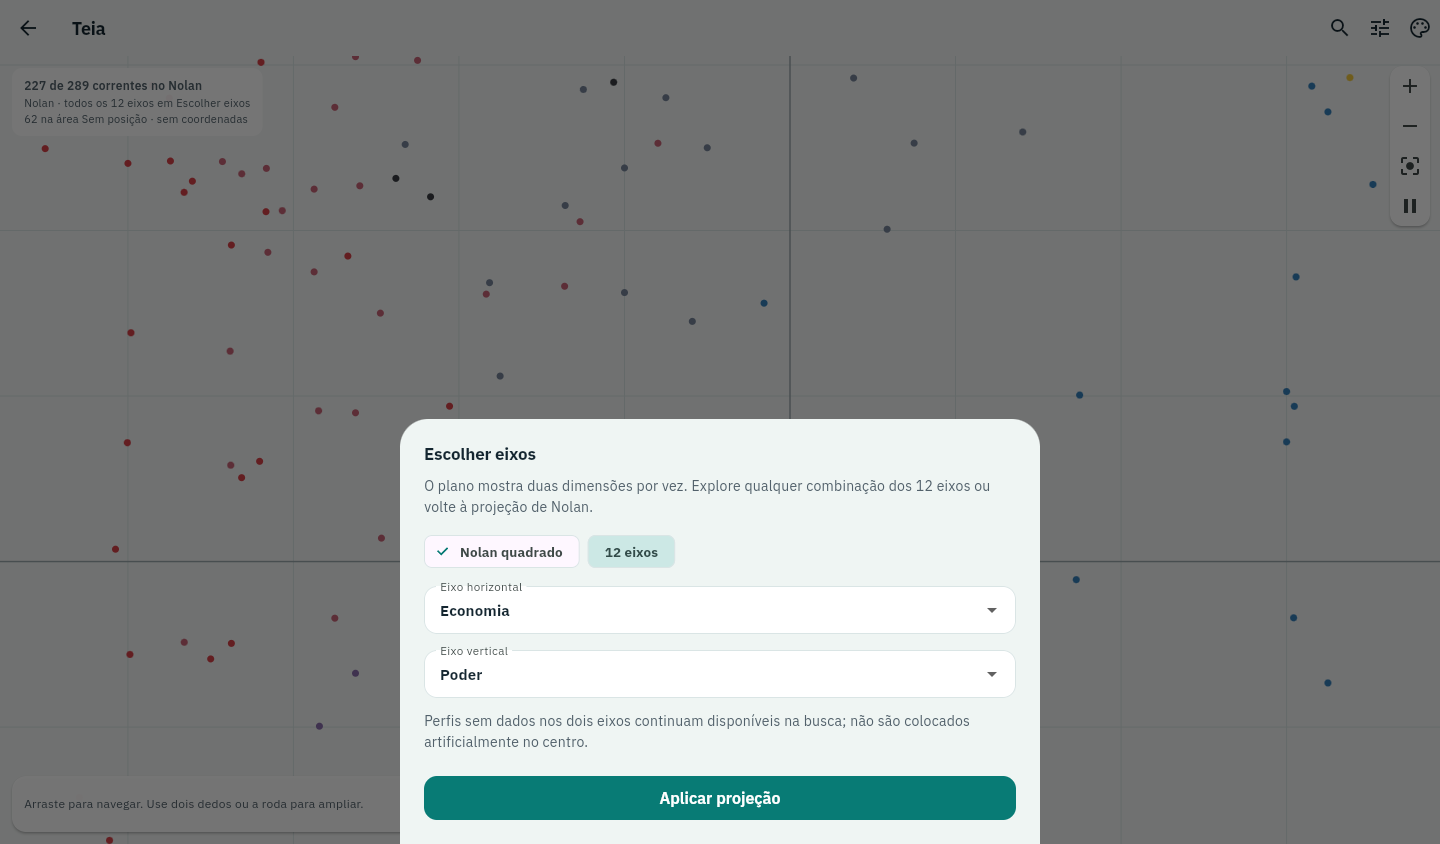 Teia
227 de 289 correntes no Nolan
Nolan · todos os 12 eixos em Escolher eixos
62 na área Sem posição · sem coordenadas
Escolher eixos
O plano mostra duas dimensões por vez. Explore qualquer combinação dos 12 eixos ou
volte à projeção de Nolan.
Nolan quadrado
12 eixos
Eixo horizontal
Economia
Eixo vertical
Poder
Perfis sem dados nos dois eixos continuam disponíveis na busca; não são colocados
artificialmente no centro.
Aplicar projeção
Arraste para navegar. Use dois dedos ou a roda para ampliar.